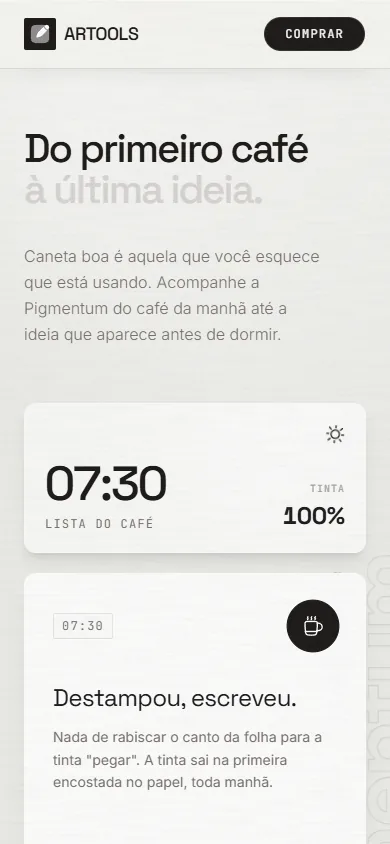 ARTOOLS
COMPRAR
Do primeiro café
à última ideia.
Caneta boa é aquela que você esquece
que está usando. Acompanhe a
Pigmentum do café da manhã até a
ideia que aparece antes de dormir.
07:30
LISTA DO CAFÉ
TINTA
100%
07:30
Destampou, escreveu.
Nada de rabiscar o canto da folha para a
tinta "pegar". A tinta sai na primeira
encostada no papel, toda manhã.